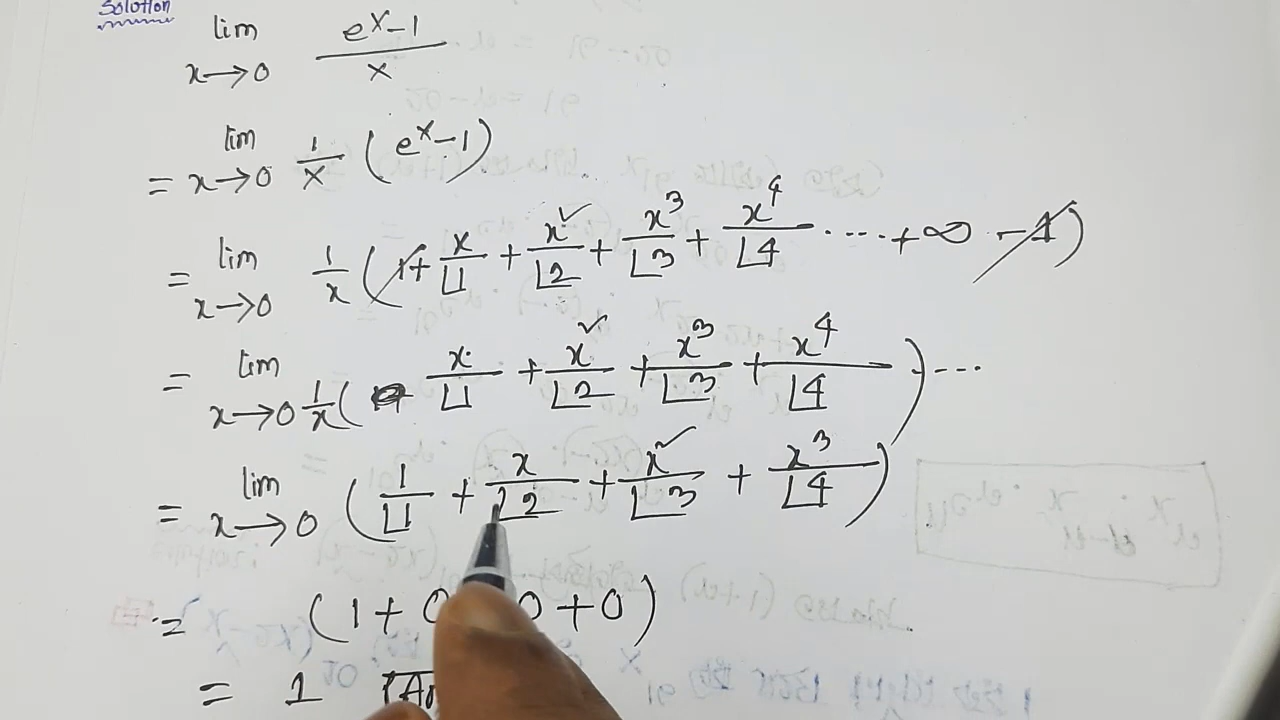 Solution
lim x→0 (e^x-1)/x
= lim x→0 1/x (e^x-1)
= lim x→0 1/x (1+ x/⌊1 + x²/⌊2 + x³/⌊3 + x⁴/⌊4 ..... +∞ -1)
= lim x→0 1/x ( x/⌊1 + x²/⌊2 + x³/⌊3 + x⁴/⌊4 ) ....
= lim x→0 ( 1/⌊1 + x/⌊2 + x²/⌊3 + x³/⌊4 )
= (1+0 0+0)
= 1